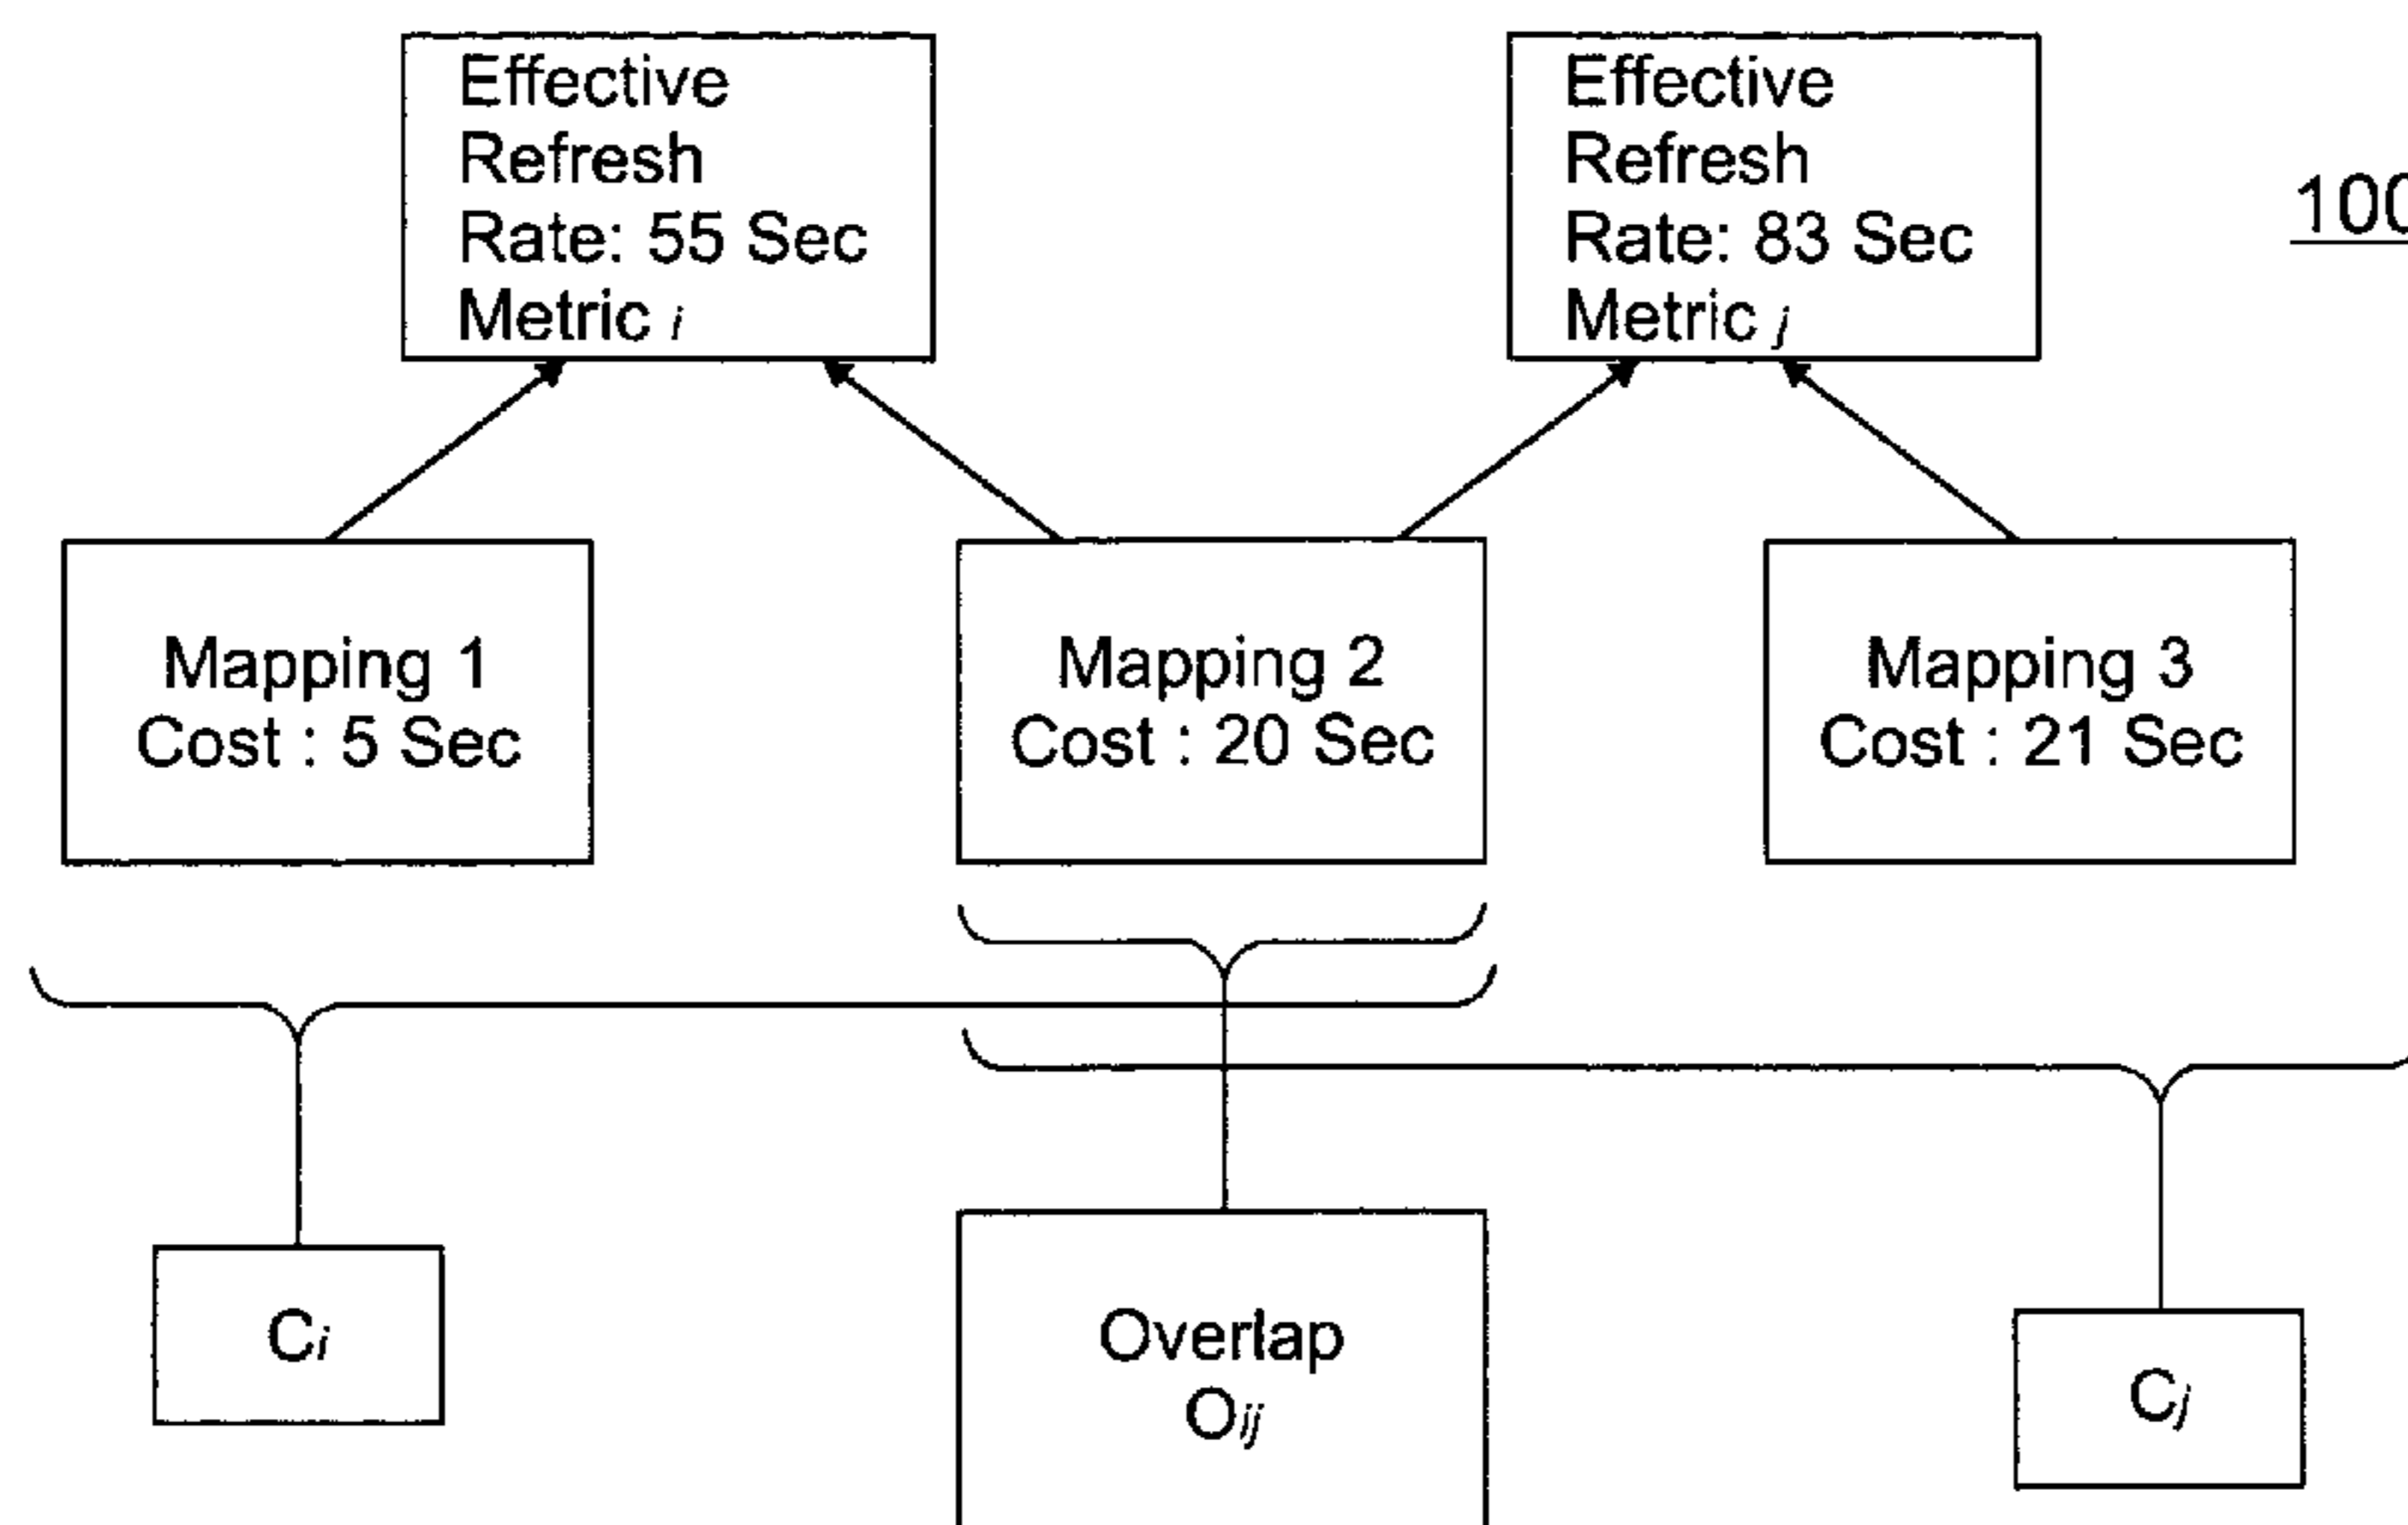 Effective
Refresh
Rate: 55 Sec
Metric i
Effective
Refresh
Rate: 83 Sec
Metric j
100
Mapping 1
Cost : 5 Sec
Mapping 2
Cost : 20 Sec
Mapping 3
Cost : 21 Sec
Ci
Overlap
Oij
Cj